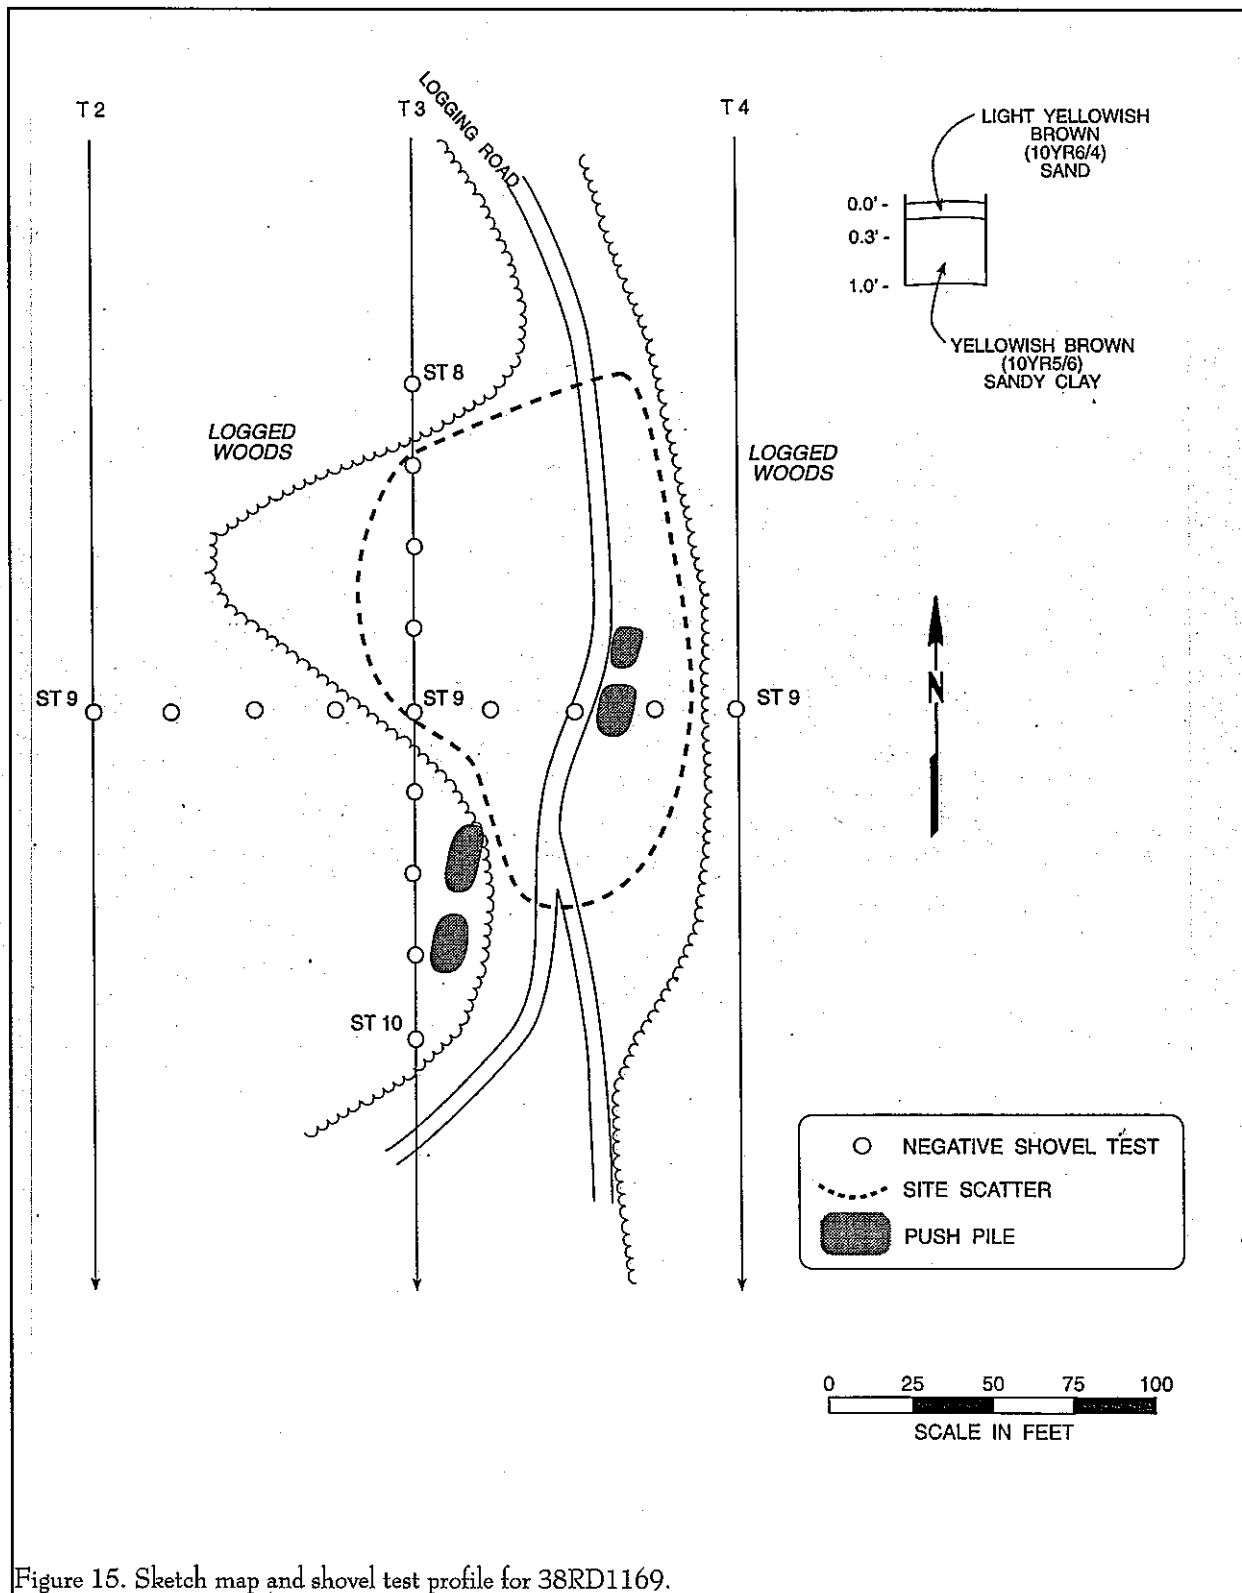 T 2
T 3
T 4
LOGGING ROAD
LIGHT YELLOWISH
BROWN
(10YR6/4)
SAND
0.0' -
0.3' -
1.0' -
YELLOWISH BROWN
(10YR5/6)
SANDY CLAY
ST 8
LOGGED
WOODS
LOGGED
WOODS
N
ST 9
ST 9
ST 9
ST 10
NEGATIVE SHOVEL TEST
SITE SCATTER
PUSH PILE
0 25 50 75 100
SCALE IN FEET
Figure 15. Sketch map and shovel test profile for 38RD1169.